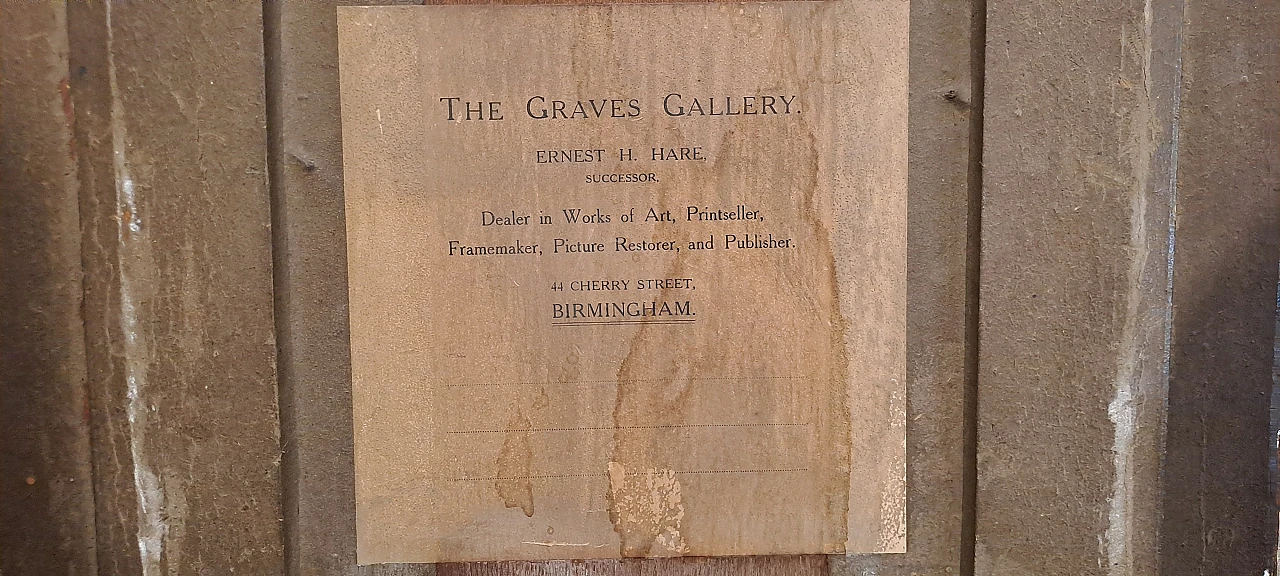 THE GRAVES GALLERY.
ERNEST H. HARE,
SUCCESSOR.
Dealer in Works of Art, Printseller,
Framemaker, Picture Restorer, and Publisher.
44 CHERRY STREET,
BIRMINGHAM.